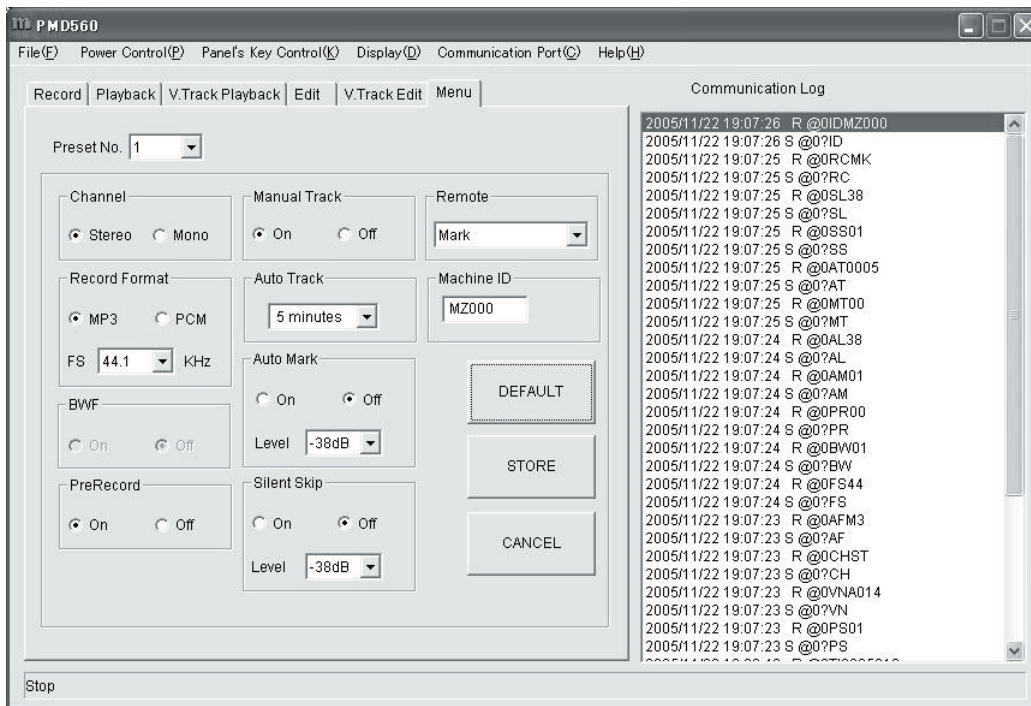 m PMD560
File(F) Power Control(P) Panel's Key Control(K) Display(D) Communication Port(C) Help(H)
Record Playback V.Track Playback Edit V.Track Edit Menu
Preset No. 1
Channel
Stereo Mono
Record Format
MP3 PCM
FS 44.1 KHz
BWF
On Off
PreRecord
On Off
Manual Track
On Off
Auto Track
5 minutes
Auto Mark
On Off
Level -38dB
Silent Skip
On Off
Level -38dB
Remote
Mark
Machine ID
MZ000
DEFAULT
STORE
CANCEL
Communication Log
2005/11/22 19:07:26 R @0IDMZ000
2005/11/22 19:07:26 S @0?ID
2005/11/22 19:07:25 R @0RCMK
2005/11/22 19:07:25 S @0?RC
2005/11/22 19:07:25 R @0SL38
2005/11/22 19:07:25 S @0?SL
2005/11/22 19:07:25 R @0SS01
2005/11/22 19:07:25 S @0?SS
2005/11/22 19:07:25 R @0AT0005
2005/11/22 19:07:25 S @0?AT
2005/11/22 19:07:25 R @0MT00
2005/11/22 19:07:25 S @0?MT
2005/11/22 19:07:24 R @0AL38
2005/11/22 19:07:24 S @0?AL
2005/11/22 19:07:24 R @0AM01
2005/11/22 19:07:24 S @0?AM
2005/11/22 19:07:24 R @0PR00
2005/11/22 19:07:24 S @0?PR
2005/11/22 19:07:24 R @0BW01
2005/11/22 19:07:24 S @0?BW
2005/11/22 19:07:24 R @0FS44
2005/11/22 19:07:24 S @0?FS
2005/11/22 19:07:23 R @0AFM3
2005/11/22 19:07:23 S @0?AF
2005/11/22 19:07:23 R @0CHST
2005/11/22 19:07:23 S @0?CH
2005/11/22 19:07:23 R @0VNA014
2005/11/22 19:07:23 S @0?VN
2005/11/22 19:07:23 R @0PS01
2005/11/22 19:07:23 S @0?PS
Stop